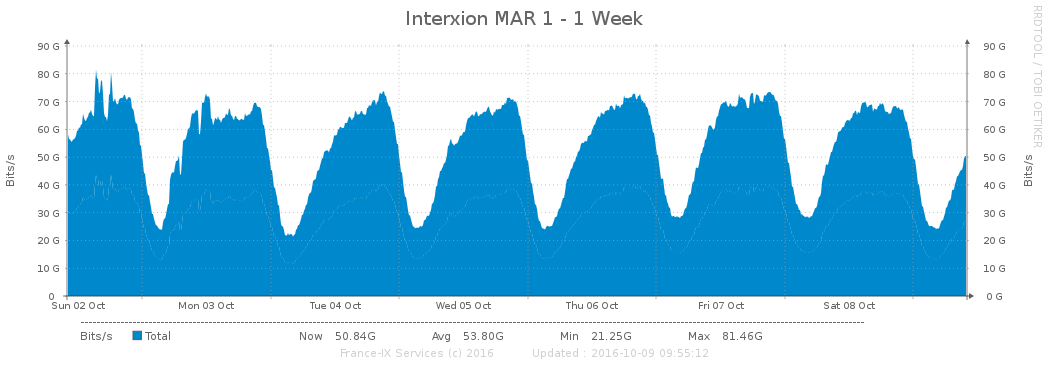 Interxion MAR 1 - 1 Week
RRDTOOL / TOBI OETIKER
Bits/s
90 G 90 G
80 G 80 G
70 G 70 G
60 G 60 G
50 G 50 G
40 G 40 G
30 G 30 G
20 G 20 G
10 G 10 G
0 0 G
Bits/s
Sun 02 Oct Mon 03 Oct Tue 04 Oct Wed 05 Oct Thu 06 Oct Fri 07 Oct Sat 08 Oct
Bits/s Total Now 50.84G Avg 53.80G Min 21.25G Max 81.46G
France-IX Services (c) 2016 Updated : 2016-10-09 09:55:12